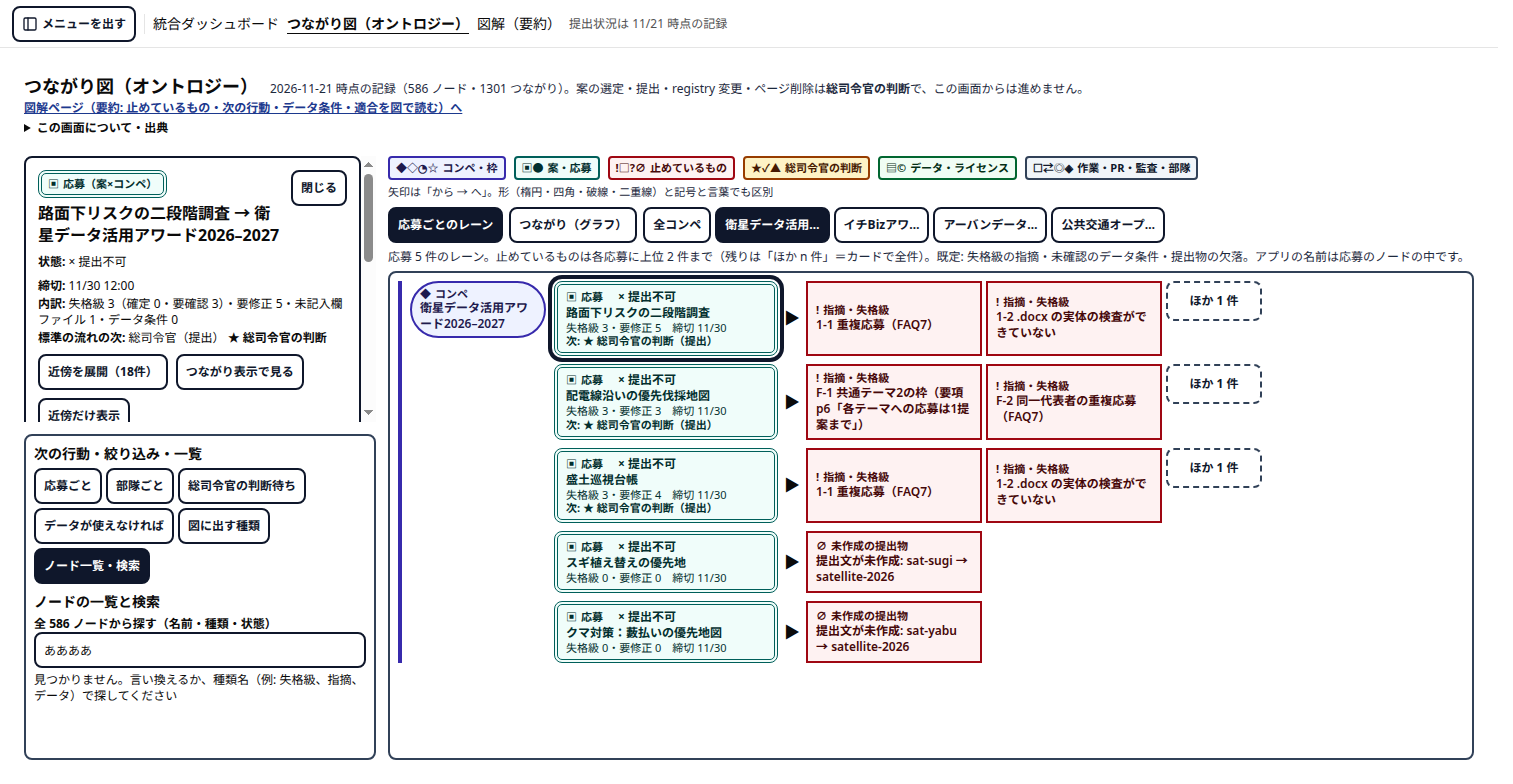 メニューを出す
統合ダッシュボード
つながり図（オントロジー）
図解（要約）
提出状況は 11/21 時点の記録
つながり図（オントロジー）
2026-11-21 時点の記録（586 ノード・1301 つながり）。案の選定・提出・registry 変更・ページ削除は総司令官の判断で、この画面からは進めません。
図解ページ（要約: 止めているもの・次の行動・データ条件・適合を図で読む）へ
▶ この画面について・出典
▣ 応募（案×コンペ）
閉じる
路面下リスクの二段階調査 → 衛
星データ活用アワード2026–2027
状態: × 提出不可
締切: 11/30 12:00
内訳: 失格級 3（確定 0・要確認 3）・要修正 5・未記入欄
ファイル 1・データ条件 0
標準の流れの次: 総司令官（提出） ★ 総司令官の判断
近傍を展開（18件）
つながり表示で見る
近傍だけ表示
次の行動・絞り込み・一覧
応募ごと
部隊ごと
総司令官の判断待ち
データが使えなければ
図に出す種類
ノード一覧・検索
ノードの一覧と検索
全 586 ノードから探す（名前・種類・状態）
ああああ
見つかりません。言い換えるか、種類名（例: 失格級、指摘、
データ）で探してください
◆◇◔☆ コンペ・枠
▣● 案・応募
!□?⊘ 止めているもの
★✓▲ 総司令官の判断
▤© データ・ライセンス
☐⇄◎◈ 作業・PR・監査・部隊
矢印は「から → へ」。形（楕円・四角・破線・二重線）と記号と言葉でも区別
応募ごとのレーン
つながり（グラフ）
全コンペ
衛星データ活用…
イチBizアワ…
アーバンデータ…
公共交通オープ…
応募 5 件のレーン。止めているものは各応募に上位 2 件まで（残りは「ほか n 件」＝カードで全件）。既定: 失格級の指摘・未確認のデータ条件・提出物の欠落。アプリの名前は応募のノードの中です。
◆ コンペ
衛星データ活用アワ
ード2026–2027
▣ 応募 × 提出不可
路面下リスクの二段階調査
失格級 3・要修正 5 締切 11/30
次: ★ 総司令官の判断（提出）
! 指摘・失格級
1-1 重複応募（FAQ7）
! 指摘・失格級
1-2 .docx の実体の検査がで
きていない
ほか 1 件
▣ 応募 × 提出不可
配電線沿いの優先伐採地図
失格級 3・要修正 3 締切 11/30
次: ★ 総司令官の判断（提出）
! 指摘・失格級
F-1 共通テーマ2の枠（要項
p6「各テーマへの応募は1提
案まで」）
! 指摘・失格級
F-2 同一代表者の重複応募
（FAQ7）
ほか 1 件
▣ 応募 × 提出不可
盛土巡視台帳
失格級 3・要修正 4 締切 11/30
次: ★ 総司令官の判断（提出）
! 指摘・失格級
1-1 重複応募（FAQ7）
! 指摘・失格級
1-2 .docx の実体の検査がで
きていない
ほか 1 件
▣ 応募 × 提出不可
スギ植え替えの優先地
失格級 0・要修正 0 締切 11/30
⊘ 未作成の提出物
提出文が未作成: sat-sugi →
satellite-2026
▣ 応募 × 提出不可
クマ対策：藪払いの優先地図
失格級 0・要修正 0 締切 11/30
⊘ 未作成の提出物
提出文が未作成: sat-yabu
→ satellite-2026